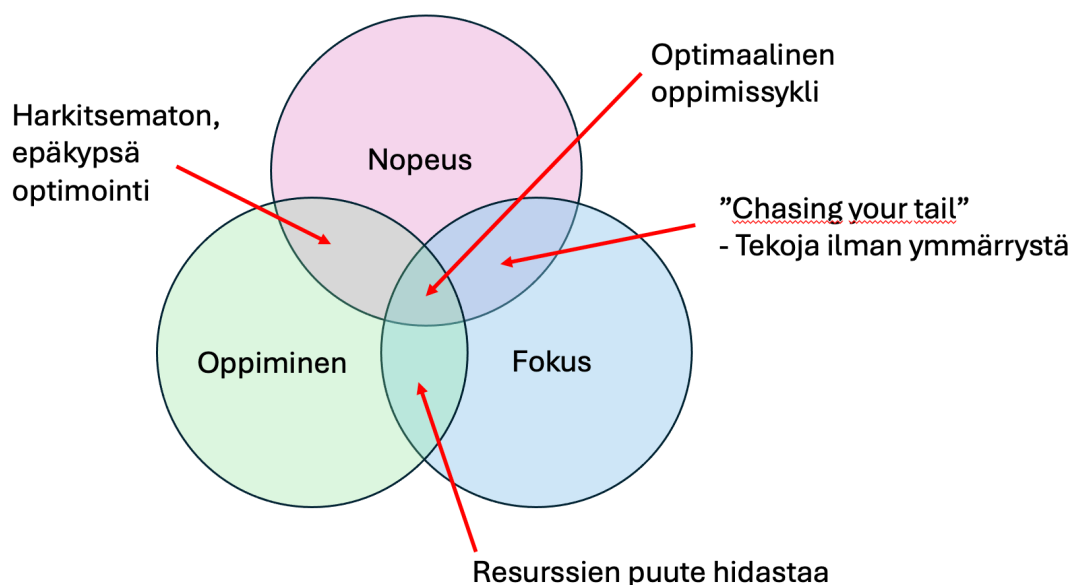 Optimaalinen
oppimissykli
Harkitsematon,
epäkypsä
optimointi
Nopeus
”Chasing your tail”
- Tekoja ilman ymmärrystä
Oppiminen
Fokus
Resurssien puute hidastaa